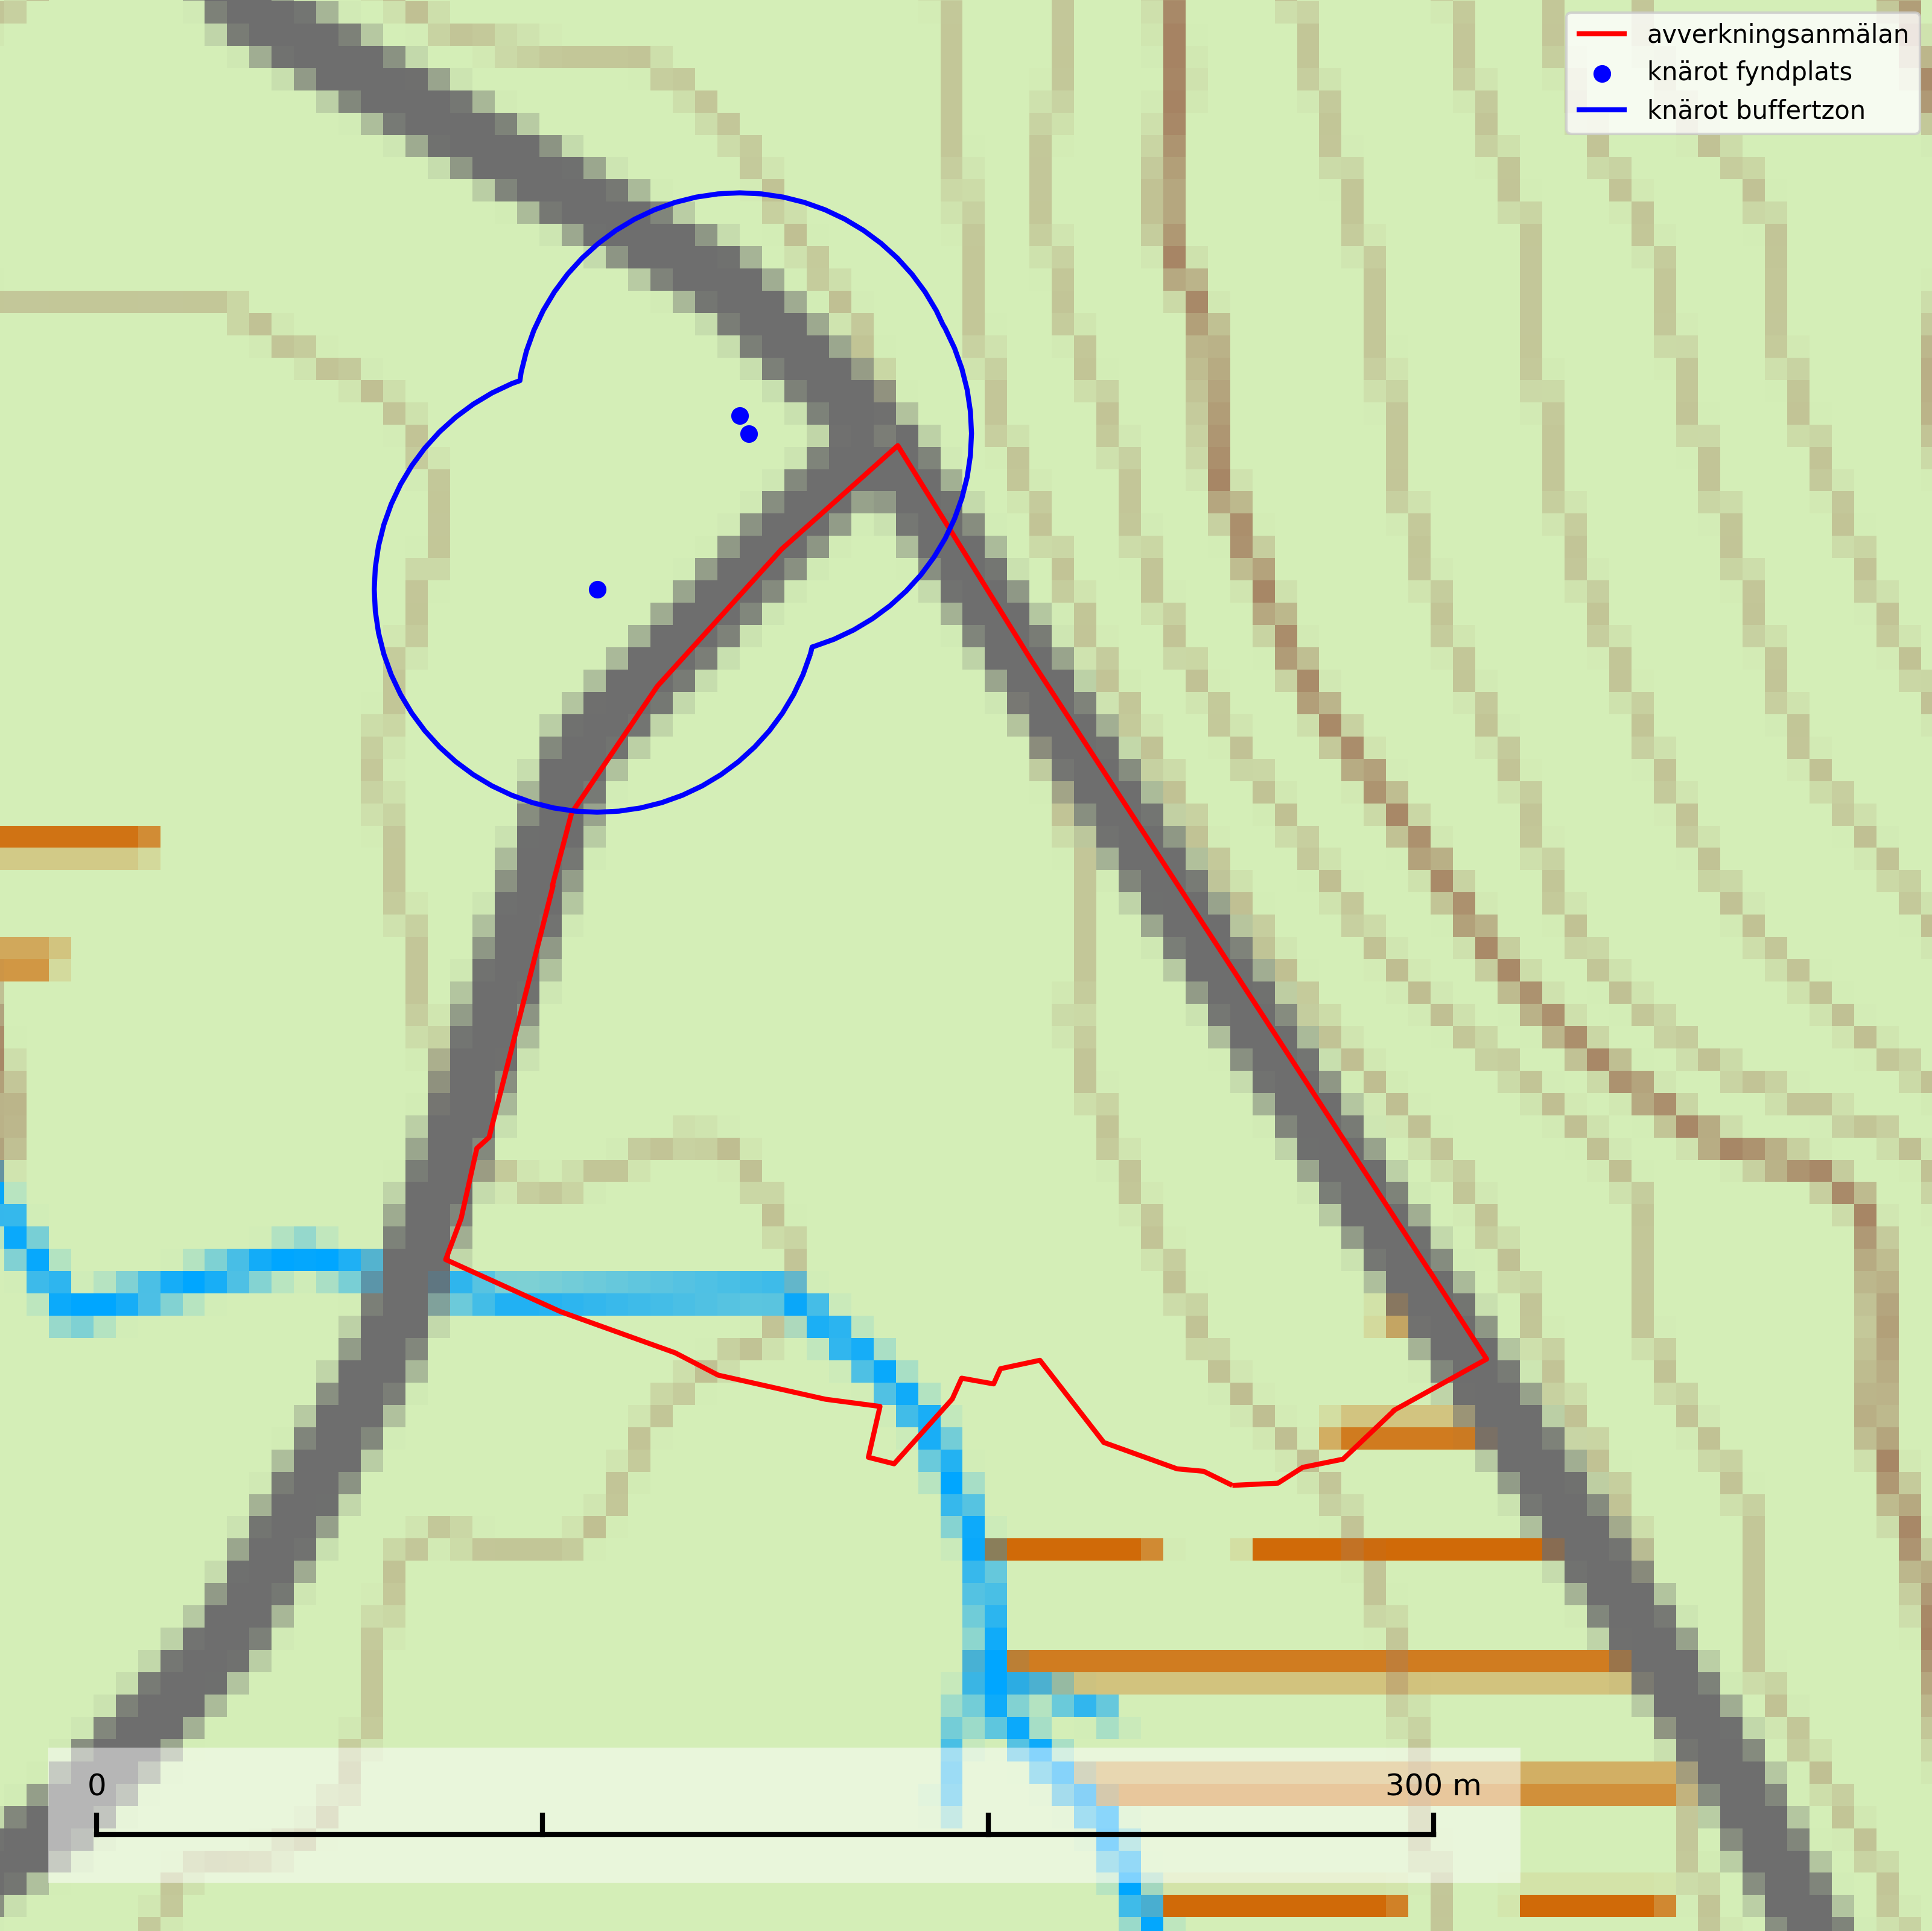 avverkningsanmälan
knärot fyndplats
knärot buffertzon
0
300 m